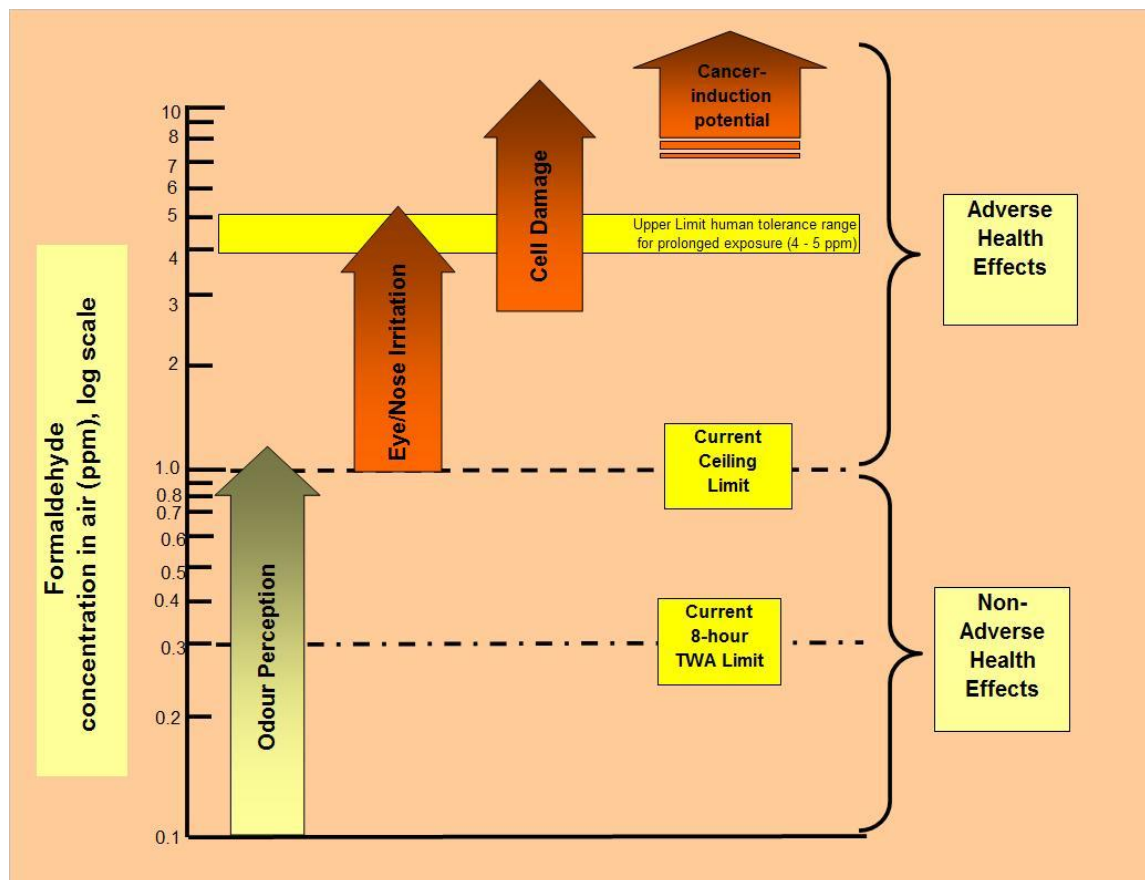 Cancer-
induction
potential
10
8
7
6
5
4
3
2
1.0
0.8
0.7
0.6
0.5
0.4
0.3
0.2
0.1
Formaldehyde
concentration in air (ppm), log scale
Odour Perception
Eye/Nose Irritation
Cell Damage
Upper Limit human tolerance range
for prolonged exposure (4 - 5 ppm)
Current
Ceiling
Limit
Current
8-hour
TWA Limit
Adverse
Health
Effects
Non-
Adverse
Health
Effects